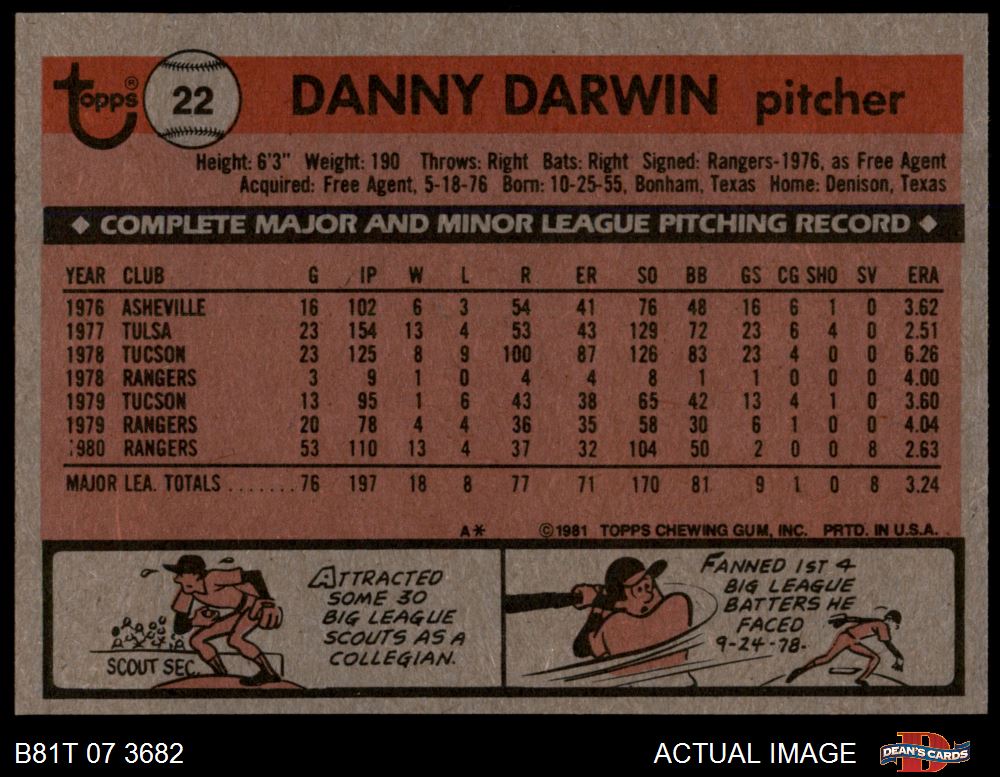 topps® 22 DANNY DARWIN pitcher
Height: 6'3" Weight: 190 Throws: Right Bats: Right Signed: Rangers-1976, as Free Agent
Acquired: Free Agent, 5-18-76 Born: 10-25-55, Bonham, Texas Home: Denison, Texas
◆ COMPLETE MAJOR AND MINOR LEAGUE PITCHING RECORD ◆
YEAR CLUB G IP W L R ER SO BB GS CG SHO SV ERA
1976 ASHEVILLE 16 102 6 3 54 41 76 48 16 6 1 0 3.62
1977 TULSA 23 154 13 4 53 43 129 72 23 6 4 0 2.51
1978 TUCSON 23 125 8 9 100 87 126 83 23 4 0 0 6.26
1978 RANGERS 3 9 1 0 4 4 8 1 1 0 0 0 4.00
1979 TUCSON 13 95 1 6 43 38 65 42 13 4 1 0 3.60
1979 RANGERS 20 78 4 4 36 35 58 30 6 1 0 0 4.04
1980 RANGERS 53 110 13 4 37 32 104 50 2 0 0 8 2.63
MAJOR LEA. TOTALS ....... 76 197 18 8 77 71 170 81 9 1 0 8 3.24
A* ©1981 TOPPS CHEWING GUM, INC. PRTD. IN U.S.A.
ATTRACTED
SOME 30
BIG LEAGUE
SCOUTS AS A
COLLEGIAN.
SCOUT SEC.
FANNED 1ST 4
BIG LEAGUE
BATTERS HE
FACED
9-24-78.
B81T 07 3682 ACTUAL IMAGE DEAN'S CARDS